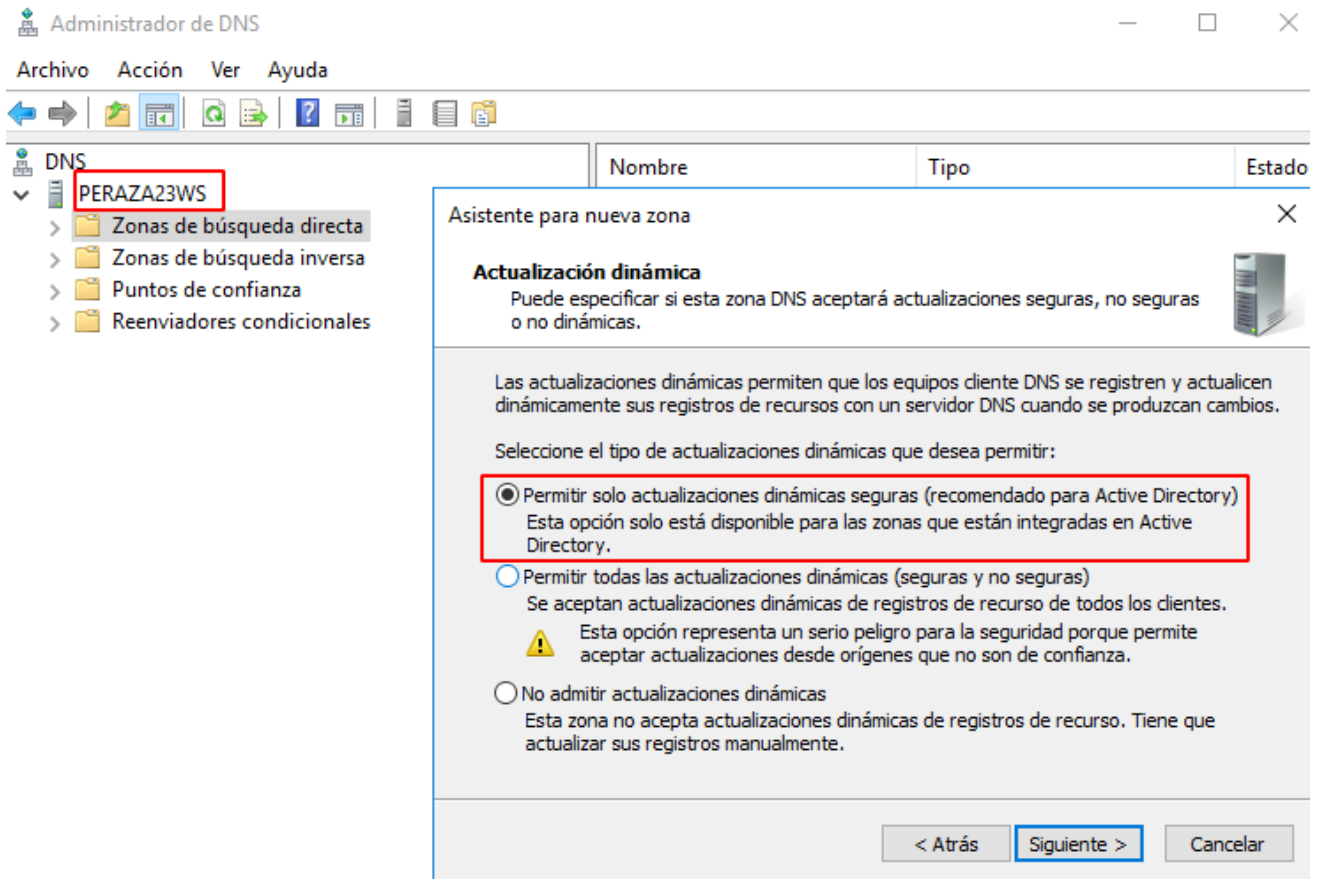 Administrador de DNS
Archivo Acción Ver Ayuda
DNS
PERAZA23WS
Zonas de búsqueda directa
Zonas de búsqueda inversa
Puntos de confianza
Reenviadores condicionales
Nombre Tipo Estado
Asistente para nueva zona
Actualización dinámica
Puede especificar si esta zona DNS aceptará actualizaciones seguras, no seguras
o no dinámicas.
Las actualizaciones dinámicas permiten que los equipos cliente DNS se registren y actualicen
dinámicamente sus registros de recursos con un servidor DNS cuando se produzcan cambios.
Seleccione el tipo de actualizaciones dinámicas que desea permitir:
Permitir solo actualizaciones dinámicas seguras (recomendado para Active Directory)
Esta opción solo está disponible para las zonas que están integradas en Active
Directory.
Permitir todas las actualizaciones dinámicas (seguras y no seguras)
Se aceptan actualizaciones dinámicas de registros de recurso de todos los clientes.
Esta opción representa un serio peligro para la seguridad porque permite
aceptar actualizaciones desde orígenes que no son de confianza.
No admitir actualizaciones dinámicas
Esta zona no acepta actualizaciones dinámicas de registros de recurso. Tiene que
actualizar sus registros manualmente.
< Atrás Siguiente > Cancelar